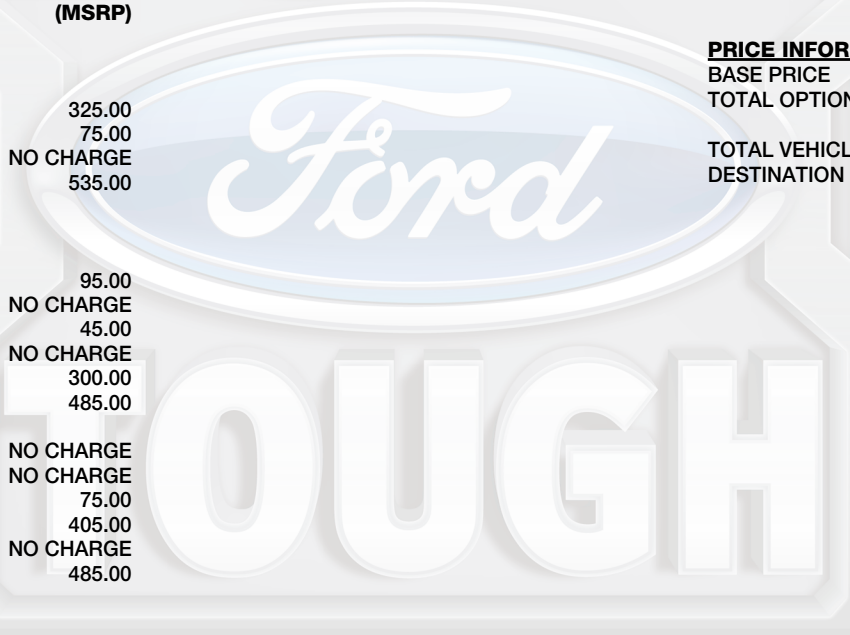 (MSRP)
325.00
75.00
NO CHARGE
535.00
95.00
NO CHARGE
45.00
NO CHARGE
300.00
485.00
NO CHARGE
NO CHARGE
75.00
405.00
NO CHARGE
485.00
PRICE INFOR
BASE PRICE
TOTAL OPTION
TOTAL VEHICL
DESTINATION
Ford
TOUGH